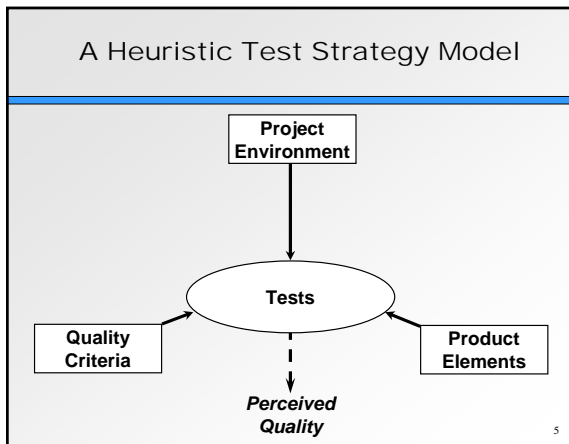 A Heuristic Test Strategy Model
Project
Environment
Tests
Quality
Criteria
Product
Elements
Perceived
Quality
5